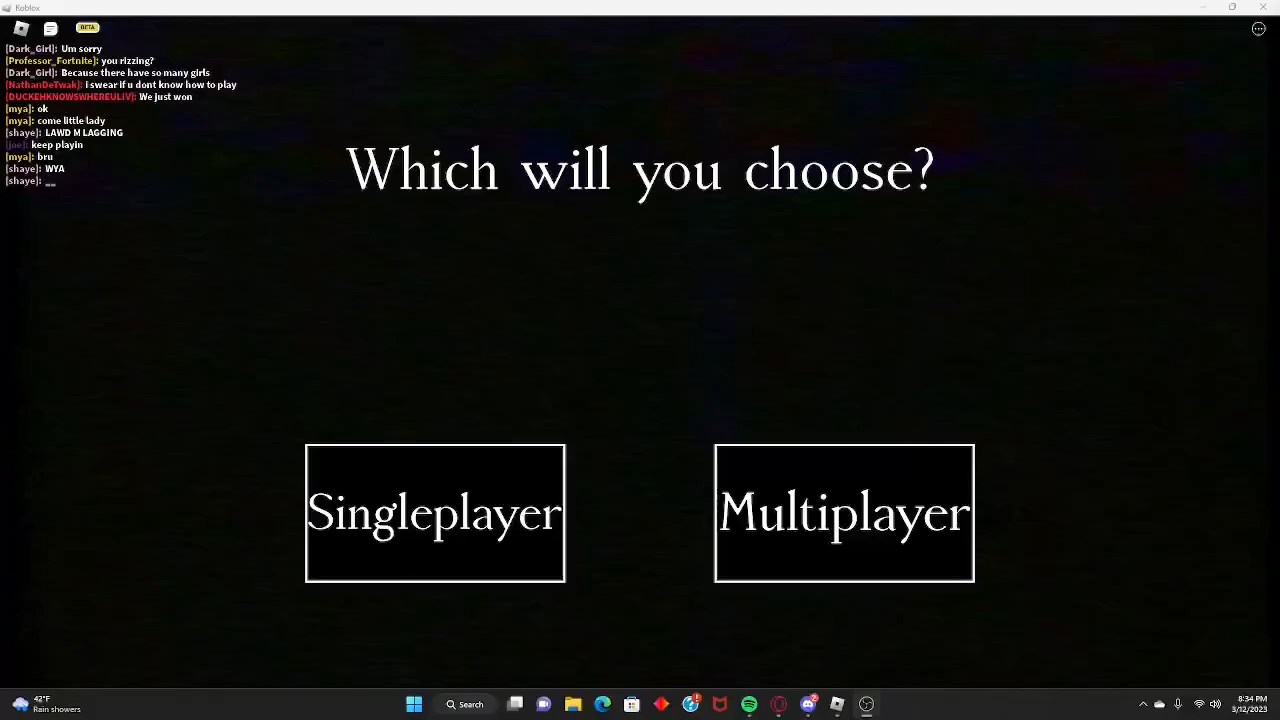 Roblox
BETA
[Dark_Girl]: Um sorry
[Professor_Fortnite]: you rizzing?
[Dark_Girl]: Because there have so many girls
[NathanDeTwak]: I swear if u dont know how to play
[DUCKEHKNOWSWHEREULIV]: We just won
[mya]: ok
[mya]: come little lady
[shaye]: LAWD M LAGGING
[joe]: keep playin
[mya]: bru
[shaye]: WYA
[shaye]: __
Which will you choose?
Singleplayer
Multiplayer
42°F
Rain showers
Search
2
8:34 PM
3/12/2023